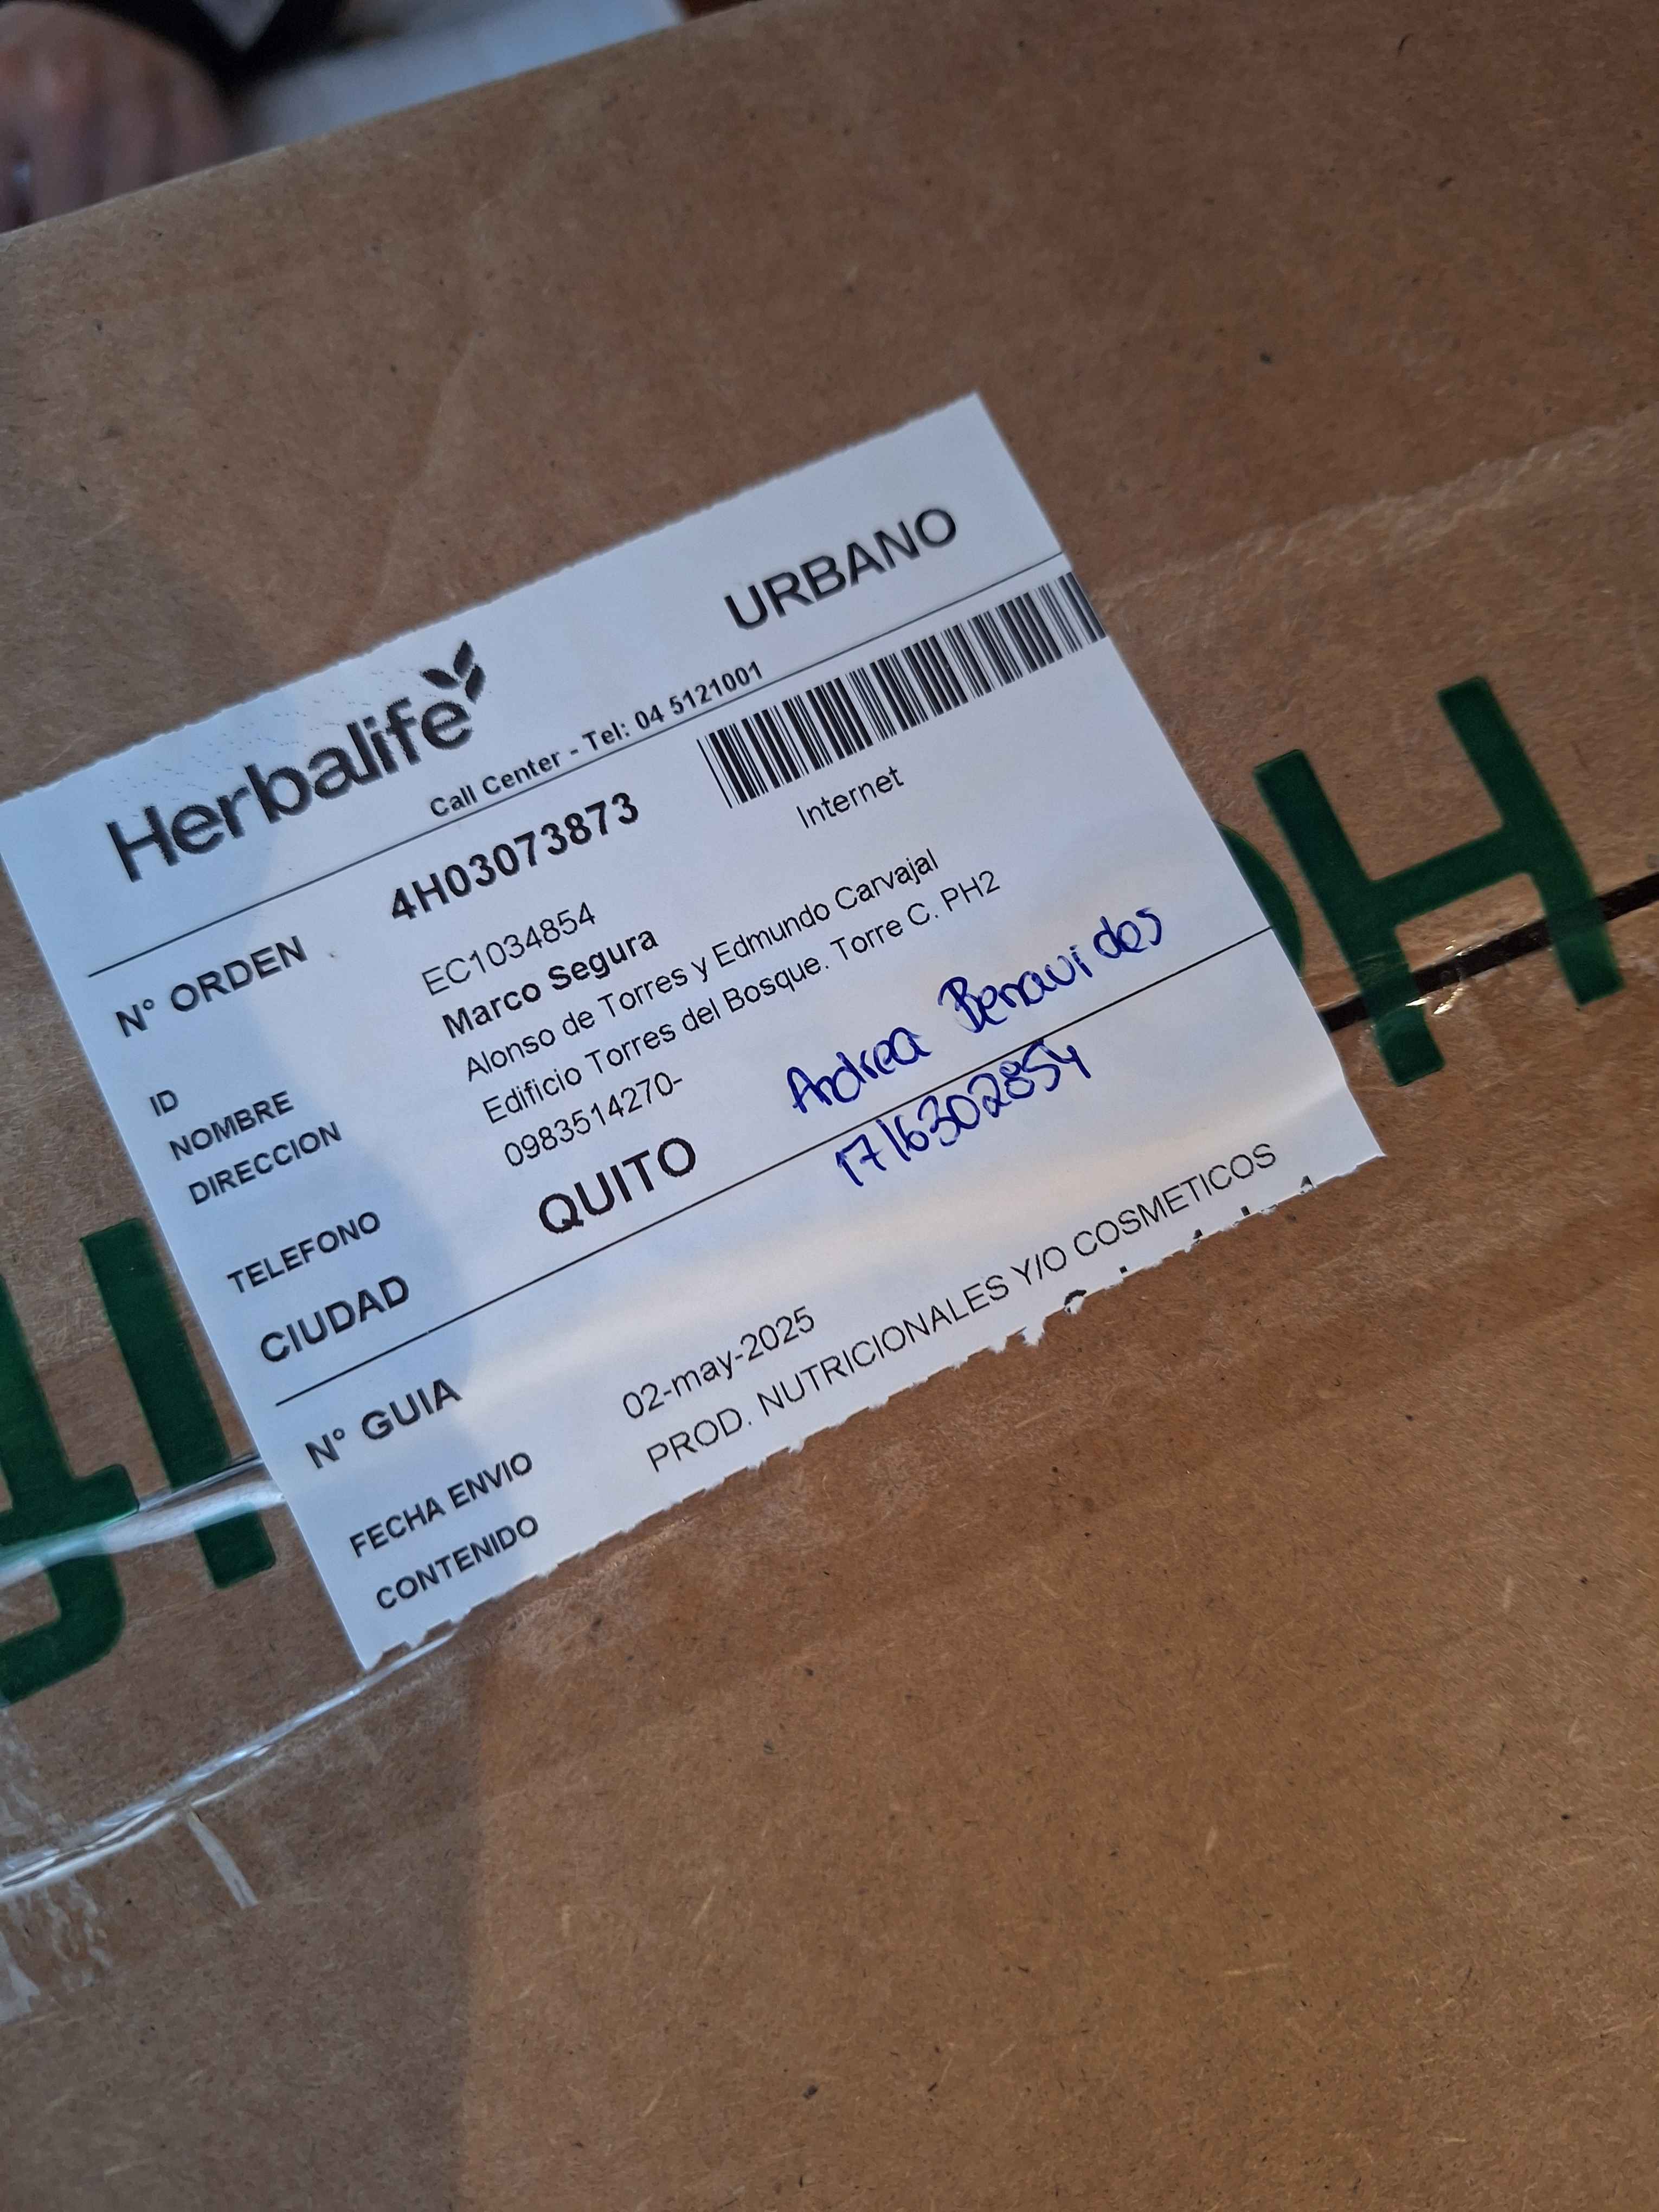 Herbalife
URBANO
Call Center - Tel: 04 5121001
N° ORDEN 4H03073873
Internet
ID EC1034854
NOMBRE Marco Segura
DIRECCION Alonso de Torres y Edmundo Carvajal
Edificio Torres del Bosque. Torre C. PH2
TELEFONO 0983514270-
CIUDAD QUITO
Andrea Benavides
1716302854
N° GUIA
FECHA ENVIO 02-may-2025
CONTENIDO PROD. NUTRICIONALES Y/O COSMETICOS
H